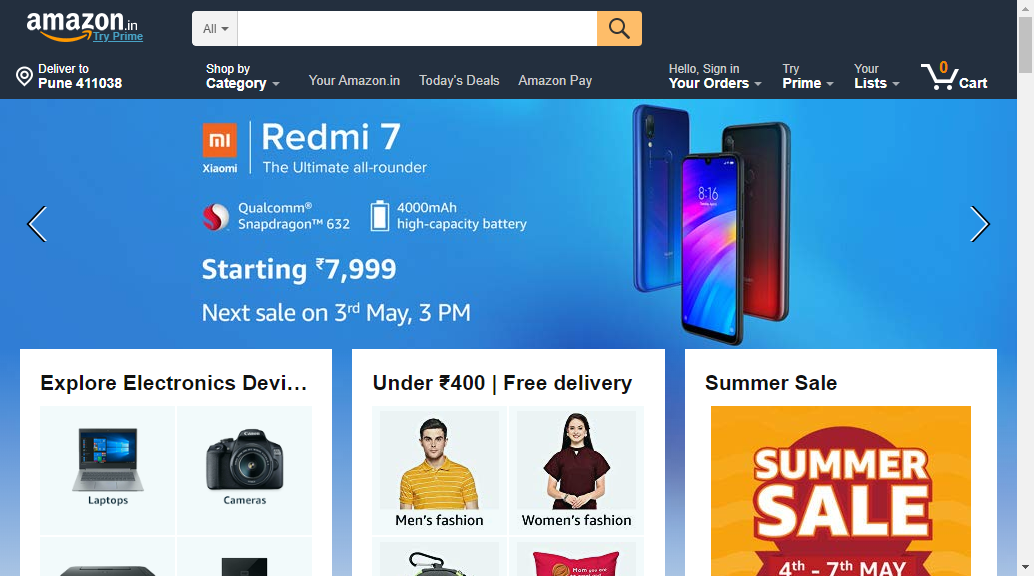 amazon.in
Try Prime
All
Deliver to
Pune 411038
Shop by
Category
Your Amazon.in
Today's Deals
Amazon Pay
Hello, Sign in
Your Orders
Try
Prime
Your
Lists
0
Cart
mi
Xiaomi
Redmi 7
The Ultimate all-rounder
Qualcomm®
Snapdragon™ 632
4000mAh
high-capacity battery
Starting ₹7,999
Next sale on 3rd May, 3 PM
8:16
Explore Electronics Devi...
Laptops
Canon
Cameras
Under ₹400 | Free delivery
Men's fashion
Women's fashion
Mom you are
Summer Sale
SUMMER
SALE
4th - 7th MAY